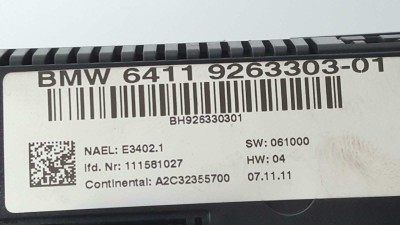 BMW 6411 9263303-01
BH926330301
NAEL: E3402.1 SW: 061000
lfd. Nr: 111581027 HW: 04
Continental: A2C32355700 07.11.11